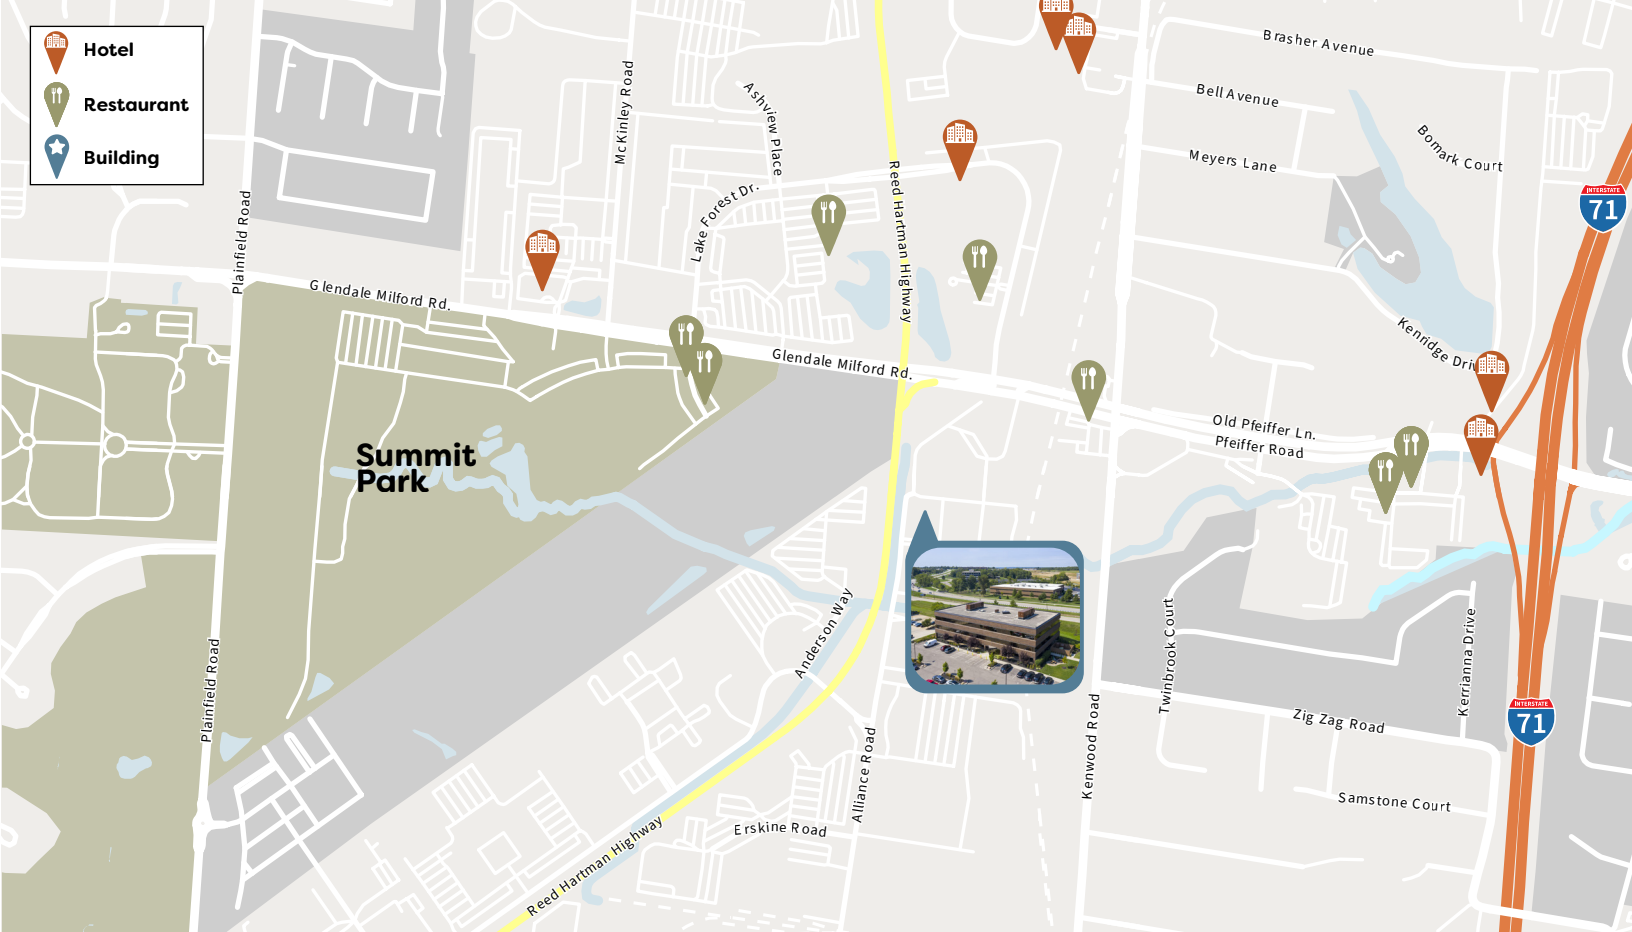 Hotel
Restaurant
Building
Brasher Avenue
Bell Avenue
Meyers Lane
Bomark Court
INTERSTATE
71
McKinley Road
Ashview Place
Lake Forest Dr.
Reed Hartman Highway
Plainfield Road
Glendale Milford Rd.
Glendale Milford Rd.
Kenridge Driv
Old Pfeiffer Ln.
Pfeiffer Road
Summit
Park
Plainfield Road
Anderson Way
Twinbrook Court
Kerrianna Drive
Kenwood Road
Zig Zag Road
INTERSTATE
71
Alliance Road
Samstone Court
Erskine Road
Reed Hartman Highway